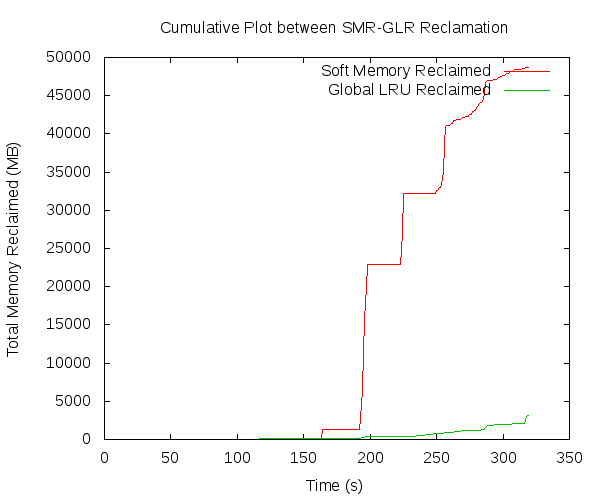 Cumulative Plot between SMR-GLR Reclamation
50000
45000
40000
35000
30000
25000
20000
15000
10000
5000
0
Total Memory Reclaimed (MB)
Soft Memory Reclaimed
Global LRU Reclaimed
0 50 100 150 200 250 300 350
Time (s)